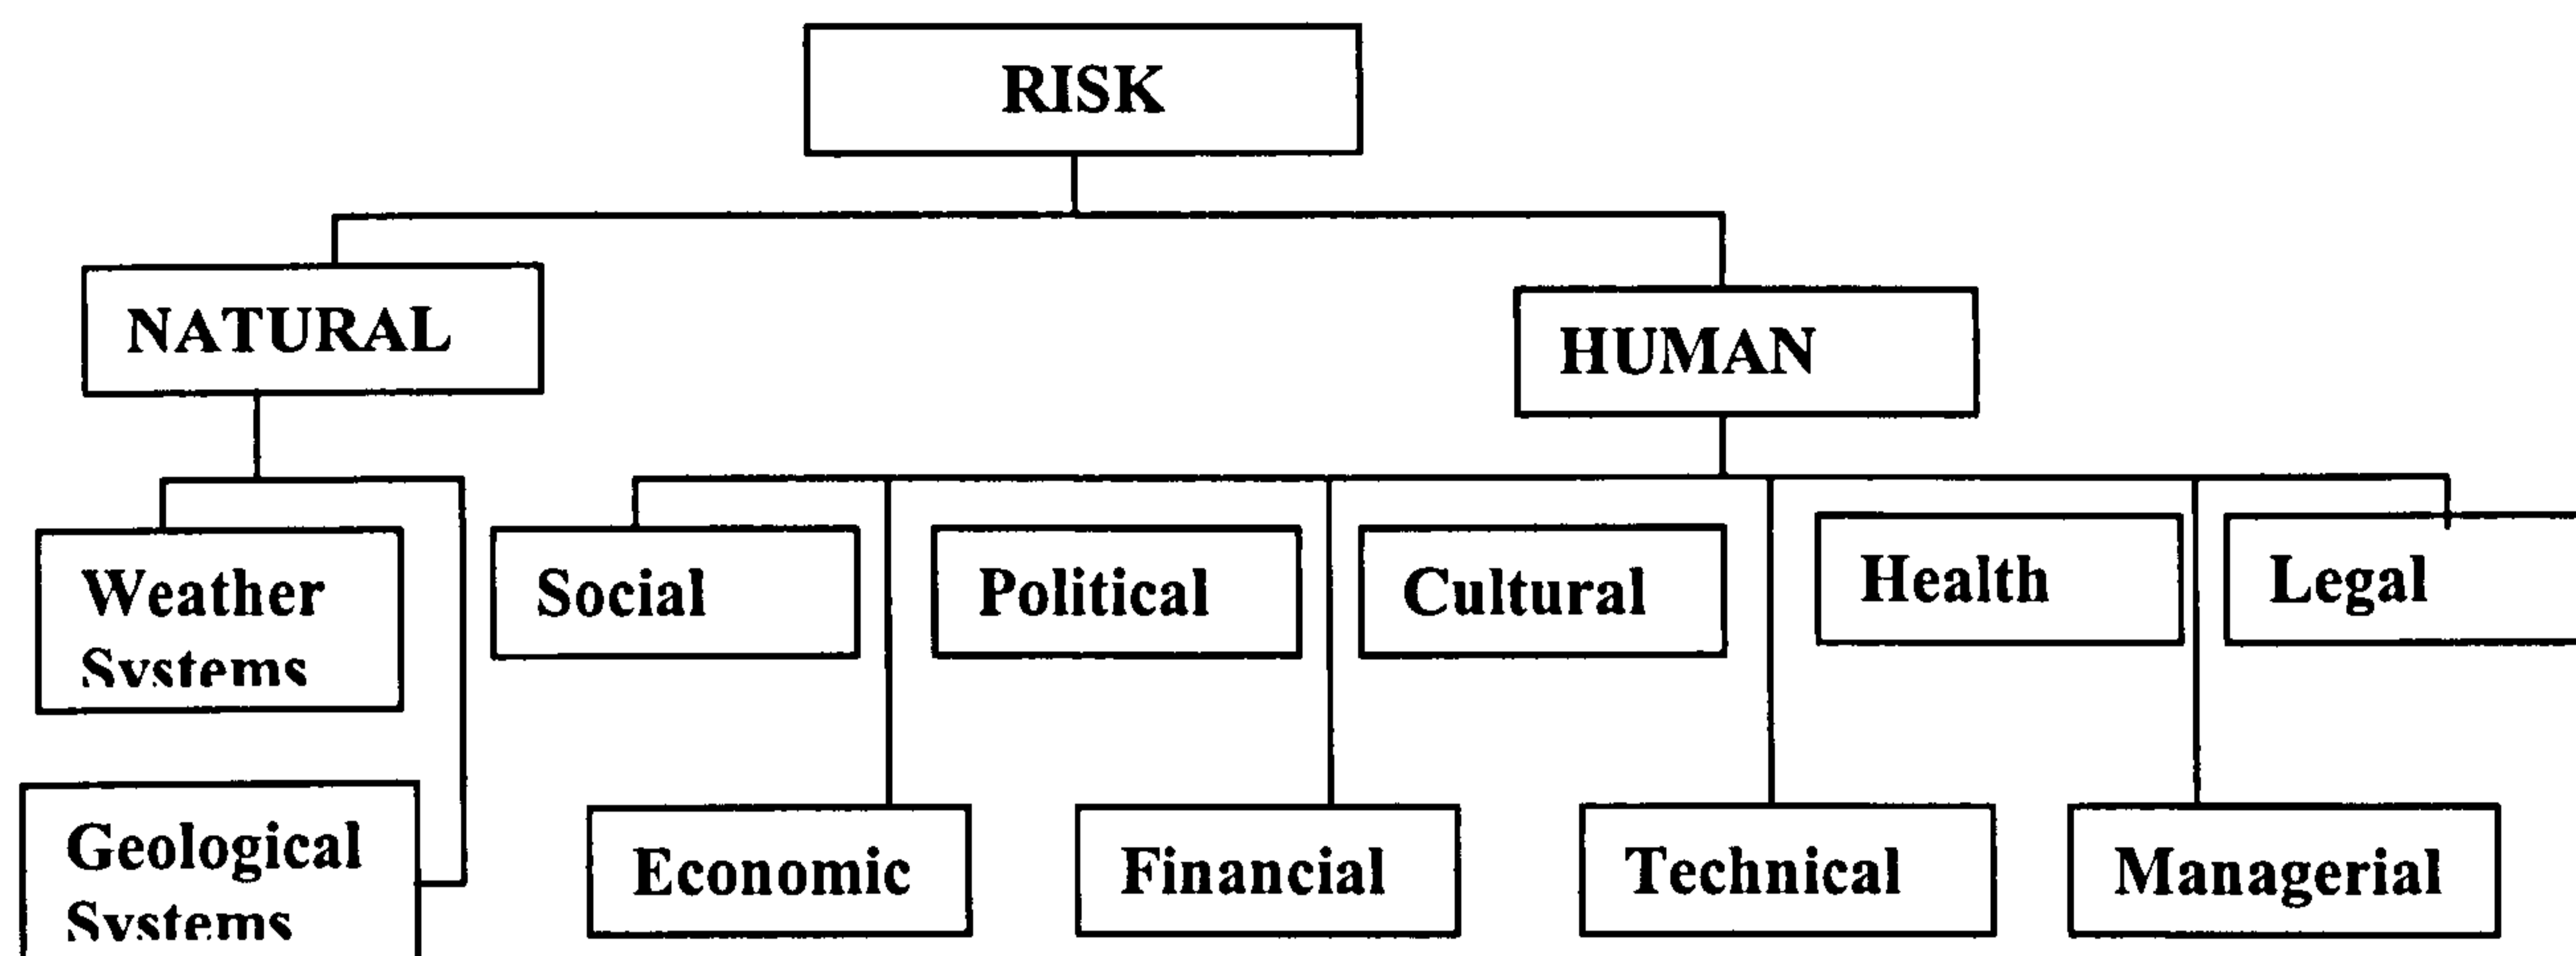 RISK
NATURAL
HUMAN
Weather
Systems
Social
Political
Cultural
Health
Legal
Geological
Systems
Economic
Financial
Technical
Managerial